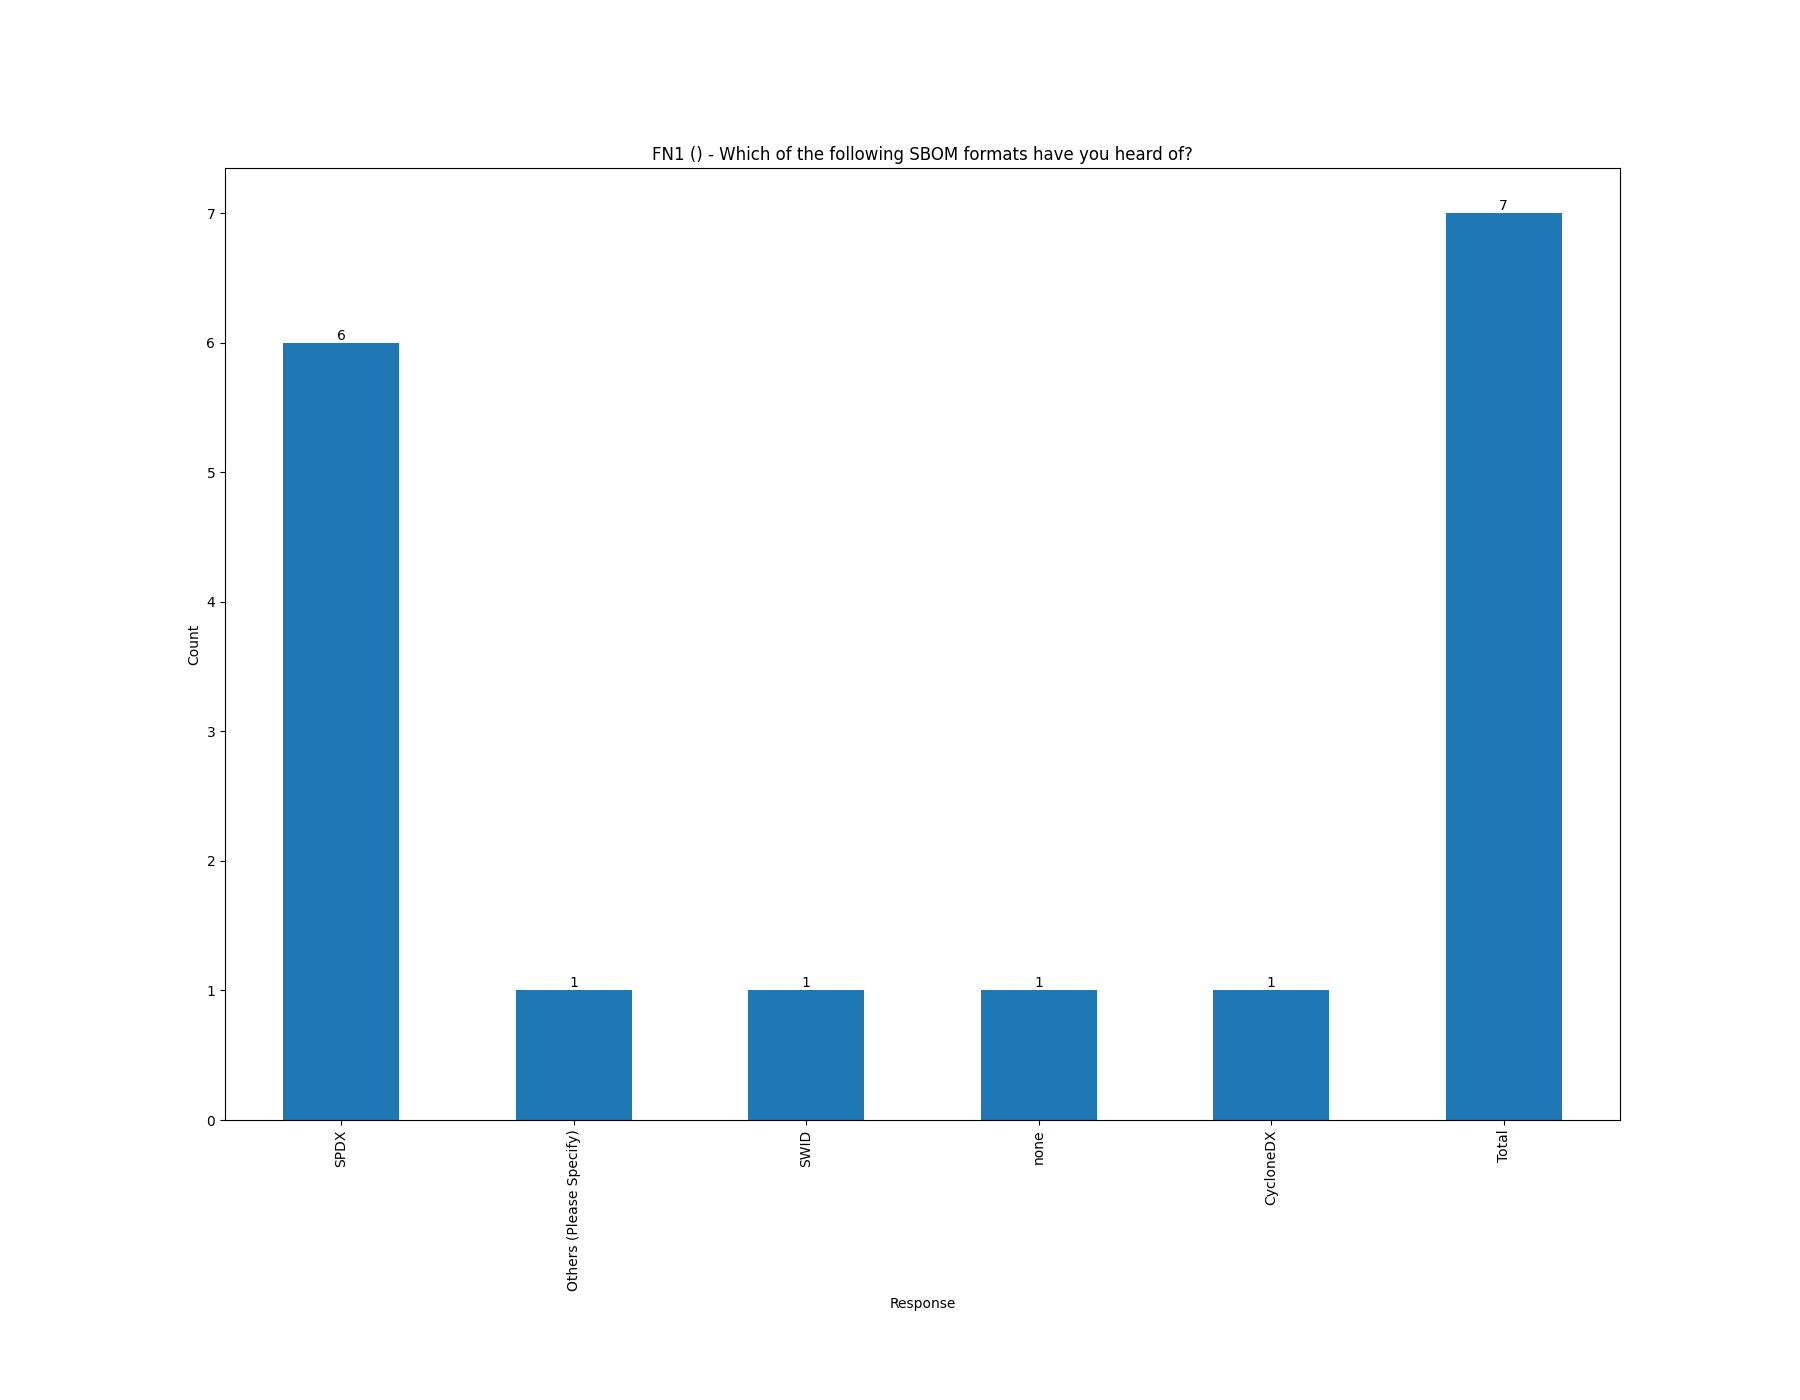 FN1 () - Which of the following SBOM formats have you heard of?
7
6
5
4
3
2
1
0
Count
6
1
1
1
1
7
SPDX
Others (Please Specify)
SWID
none
CycloneDX
Total
Response